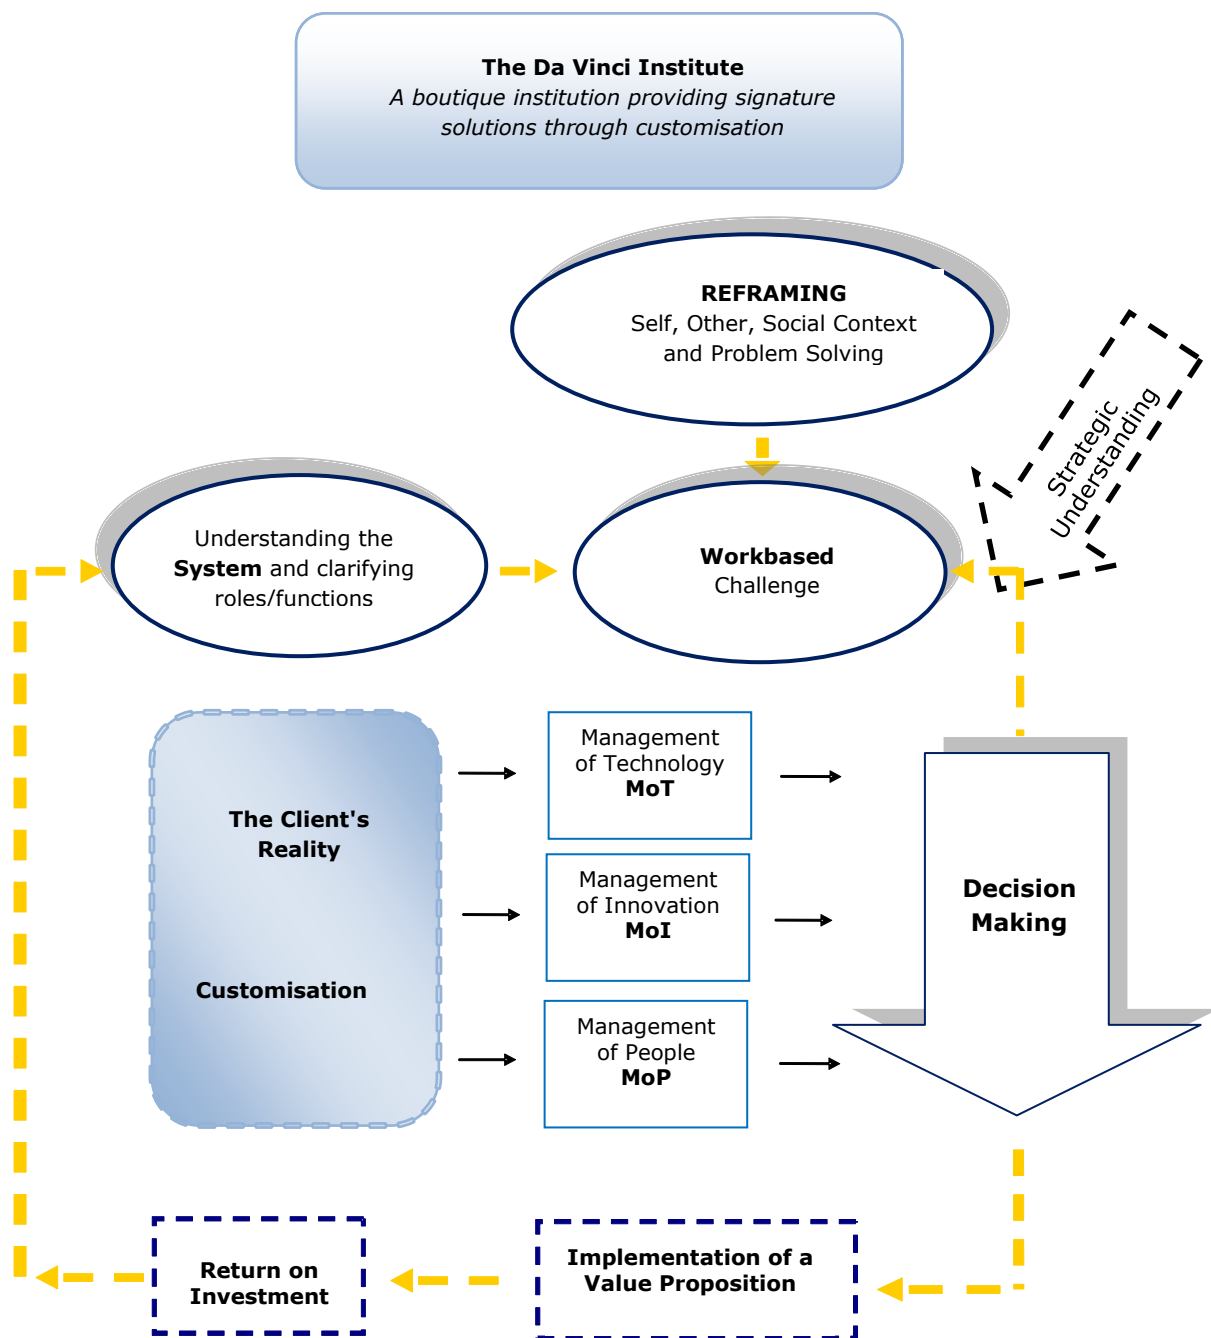 The Da Vinci Institute
A boutique institution providing signature
solutions through customisation
REFRAMING
Self, Other, Social Context
and Problem Solving
Strategic
Understanding
Understanding the
System and clarifying
roles/functions
Workbased
Challenge
The Client's
Reality
Customisation
Management
of Technology
MoT
Management
of Innovation
MoI
Management
of People
MoP
Decision
Making
Return on
Investment
Implementation of a
Value Proposition